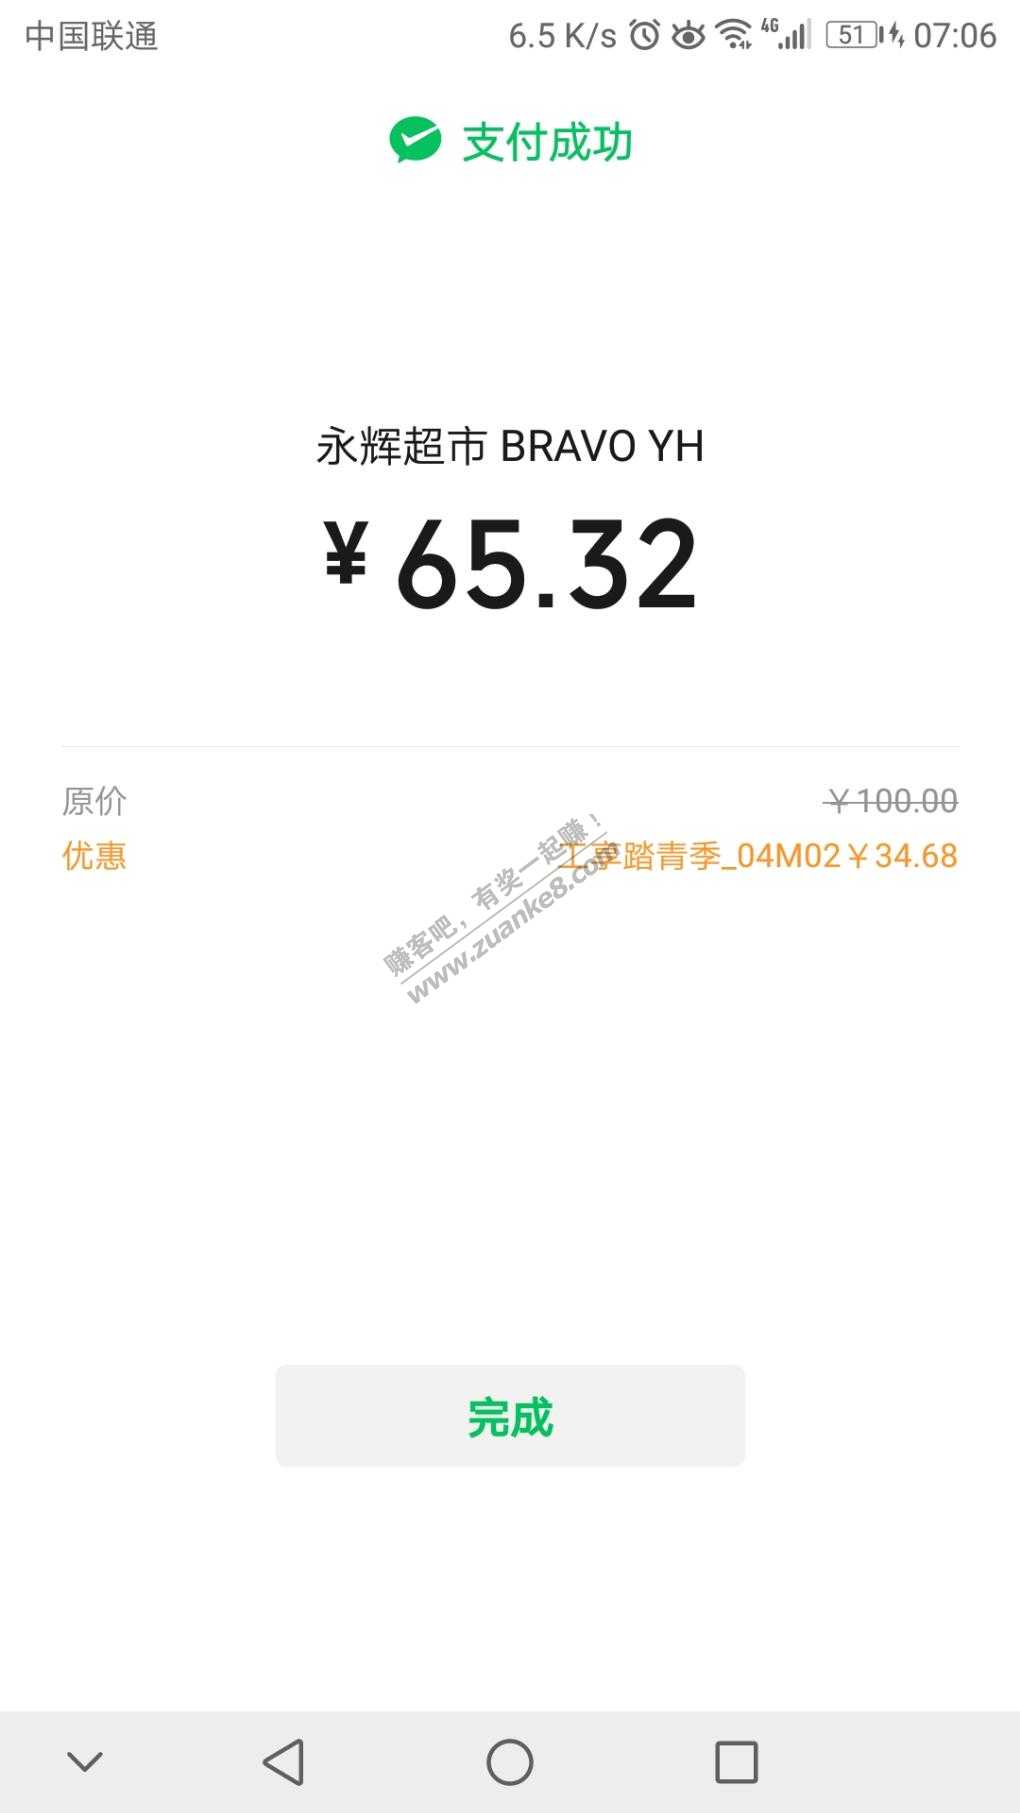 中国联通 6.5 K/s 4G 51 07:06
支付成功
永辉超市 BRAVO YH
¥65.32
原价 ￥100.00
优惠 工享踏青季_04M02￥34.68
赚客吧，有奖一起赚！
www.zuanke8.com
完成